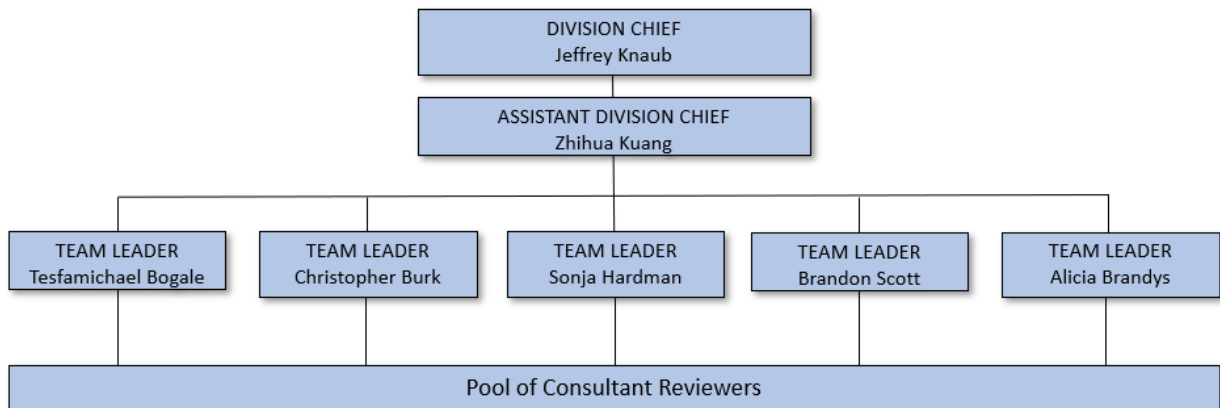 DIVISION CHIEF
Jeffrey Knaub
ASSISTANT DIVISION CHIEF
Zhihua Kuang
TEAM LEADER
Tesfamichael Bogale
TEAM LEADER
Christopher Burk
TEAM LEADER
Sonja Hardman
TEAM LEADER
Brandon Scott
TEAM LEADER
Alicia Brandys
Pool of Consultant Reviewers